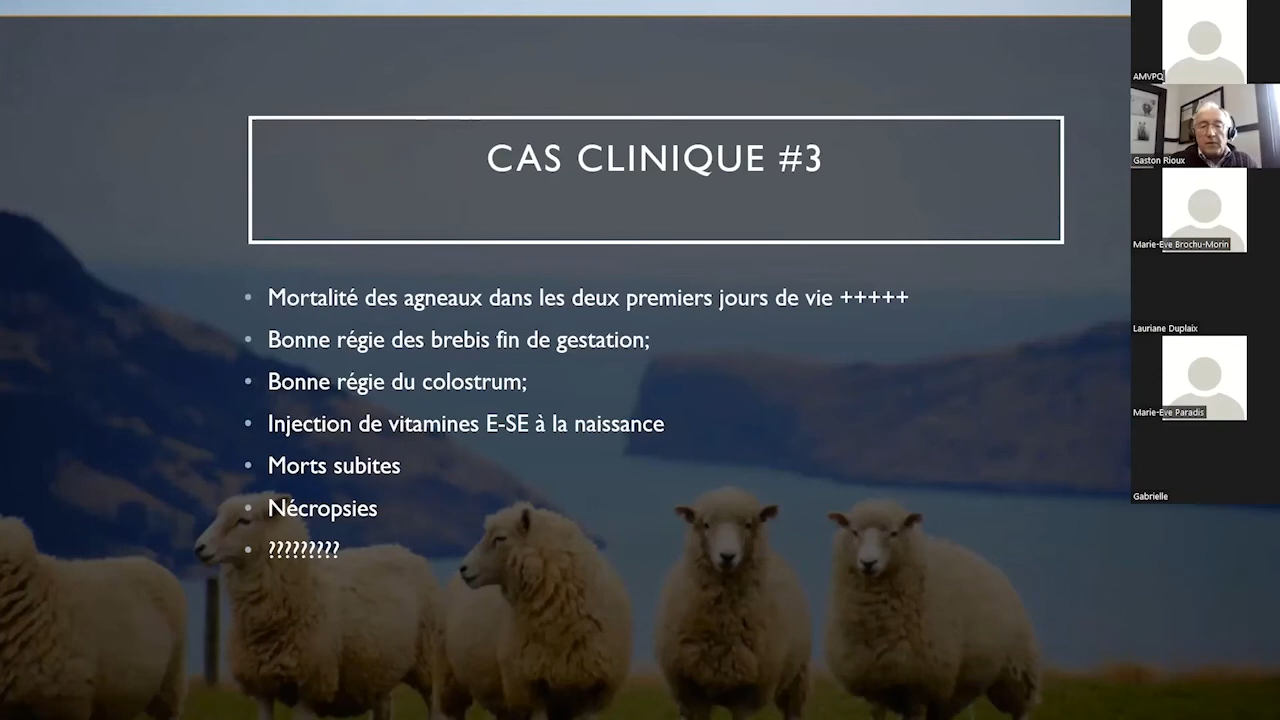 CAS CLINIQUE #3
Mortalité des agneaux dans les deux premiers jours de vie +++++
Bonne régie des brebis fin de gestation;
Bonne régie du colostrum;
Injection de vitamines E-SE à la naissance
Morts subites
Nécropsies
?????????
AMVPQ
Gaston Rioux
Marie-Eve Brochu-Morin
Lauriane Duplaix
Marie-Eve Paradis
Gabrielle